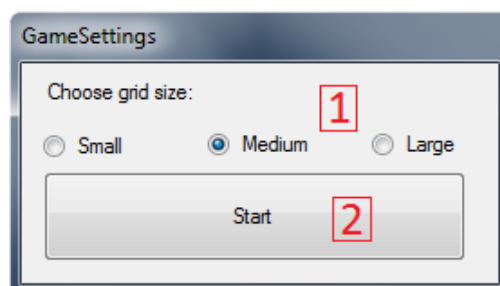 GameSettings
Choose grid size:
1
Small Medium Large
Start 2